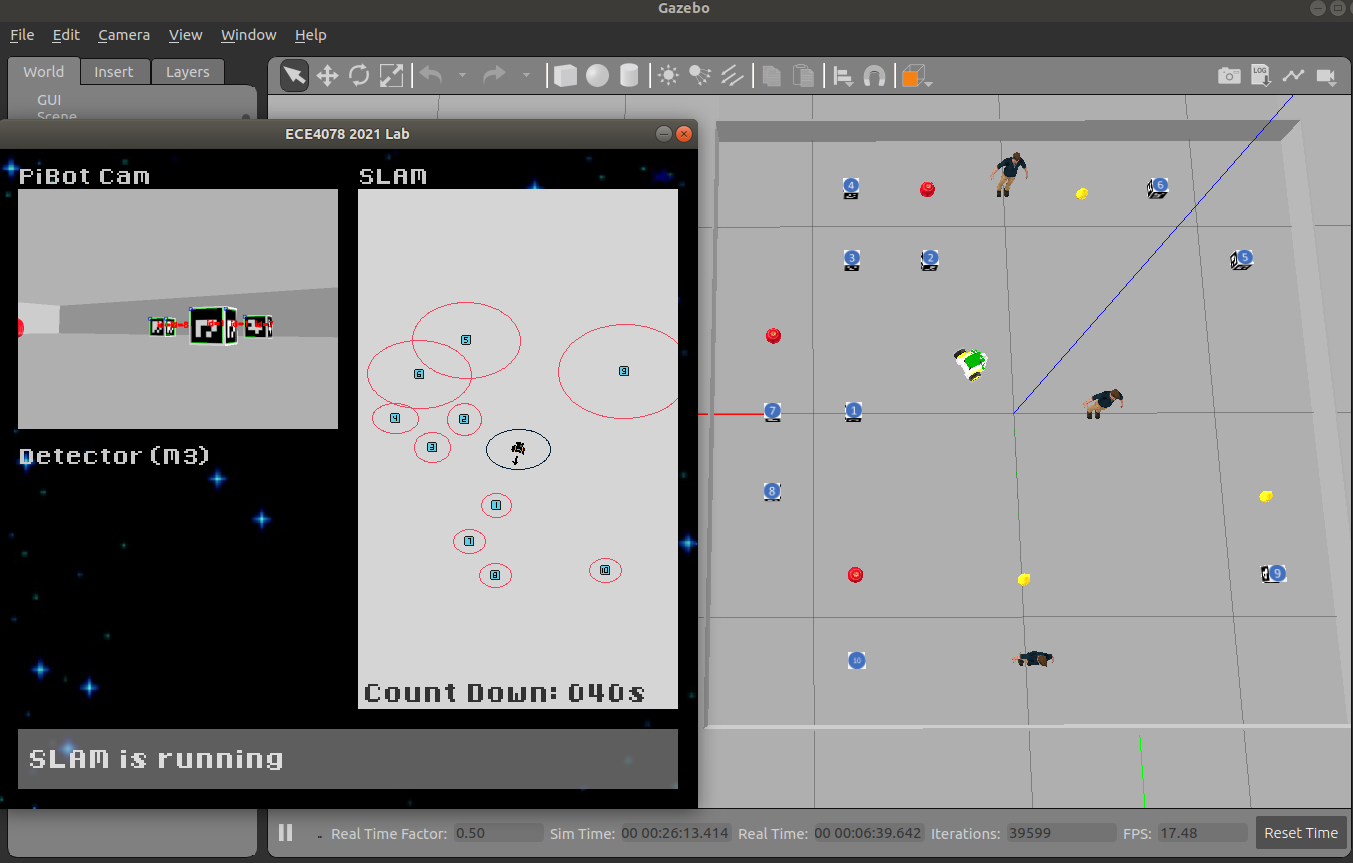 Gazebo
File Edit Camera View Window Help
World Insert Layers
GUI
Scene
LOG
ECE4078 2021 Lab
PiBot Cam
SLAM
Detector (M3)
5
6
9
4
2
3
1
7
8
10
Count Down: 040s
SLAM is running
4
6
3
2
5
7
1
8
9
10
Real Time Factor: 0.50 Sim Time: 00 00:26:13.414 Real Time: 00 00:06:39.642 Iterations: 39599 FPS: 17.48 Reset Time